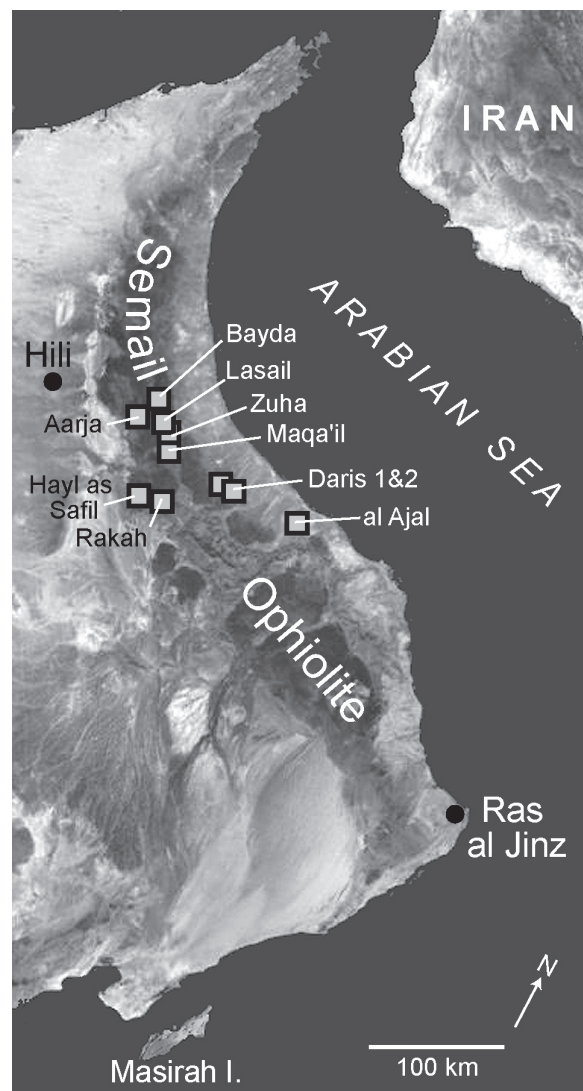 IRAN
ARABIAN SEA
Semail
Bayda
Hili
Lasail
Zuha
Aarja
Maqa'il
Hayl as
Safil
Daris 1&2
Rakah
al Ajal
Ophiolite
Ras
al Jinz
N
100 km
Masirah I.